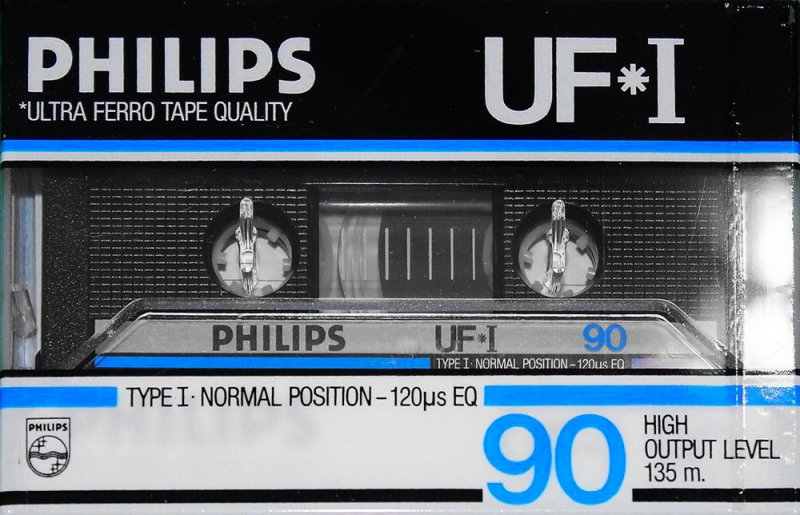 PHILIPS
UF*I
*ULTRA FERRO TAPE QUALITY
PHILIPS UF*I 90
TYPE I · NORMAL POSITION – 120µs EQ
TYPE I · NORMAL POSITION – 120µs EQ
PHILIPS
90
HIGH
OUTPUT LEVEL
135 m.